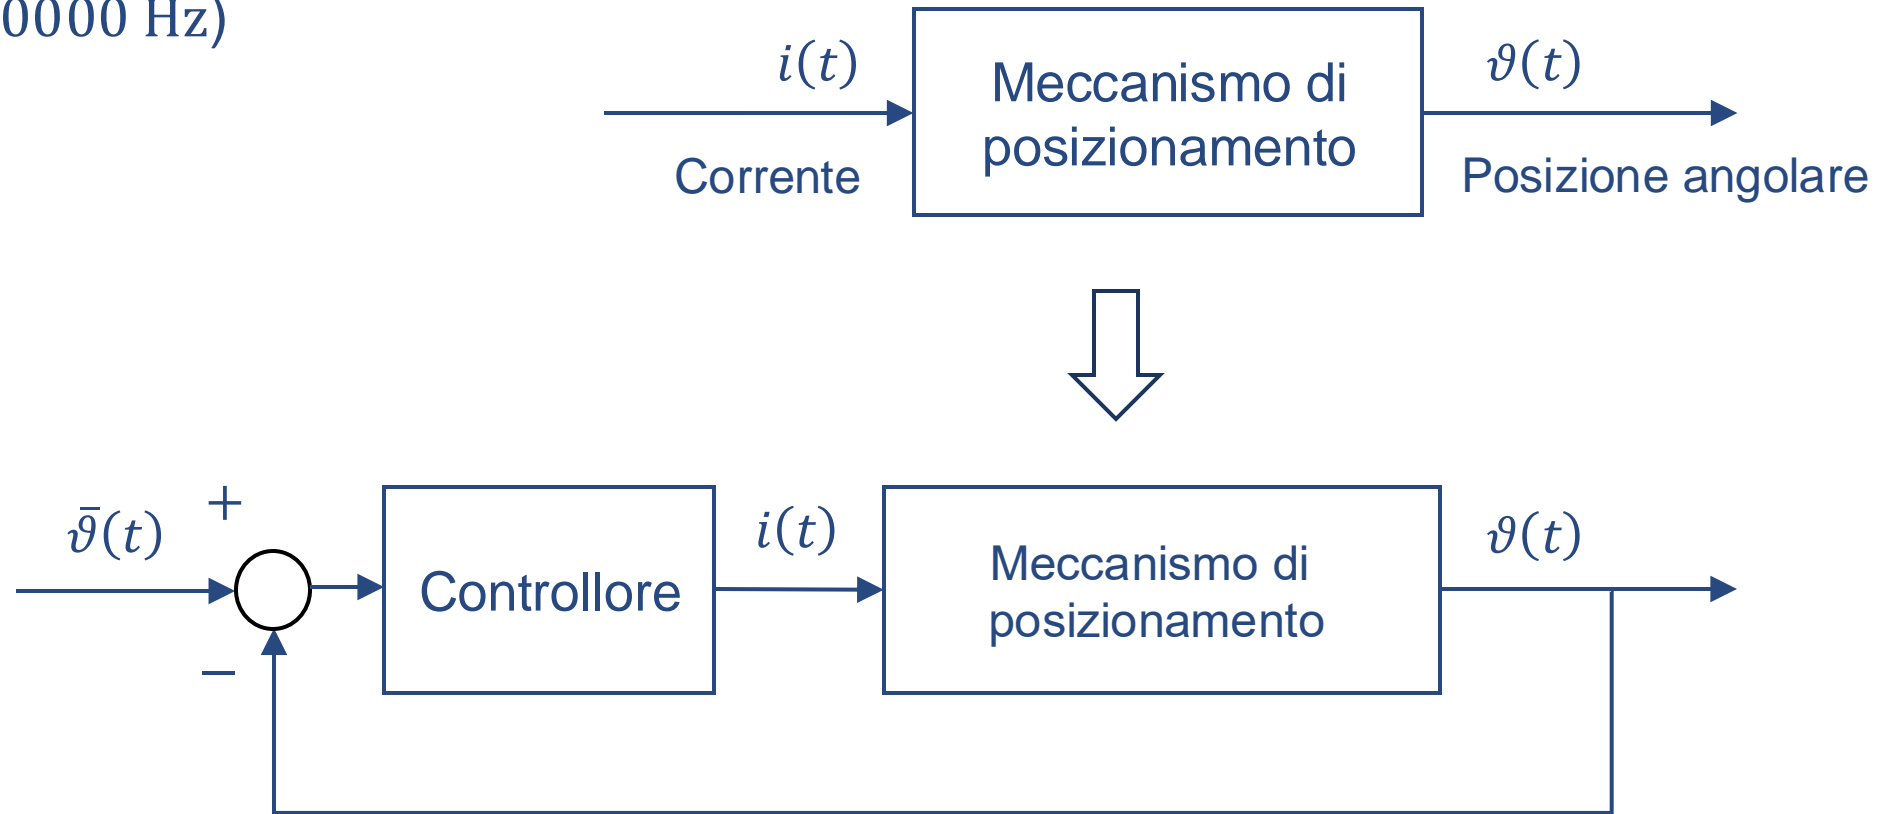 0000 Hz)
i(t)
Meccanismo di
posizionamento
ϑ(t)
Corrente
Posizione angolare
ϑ̄(t)
+
−
Controllore
i(t)
Meccanismo di
posizionamento
ϑ(t)